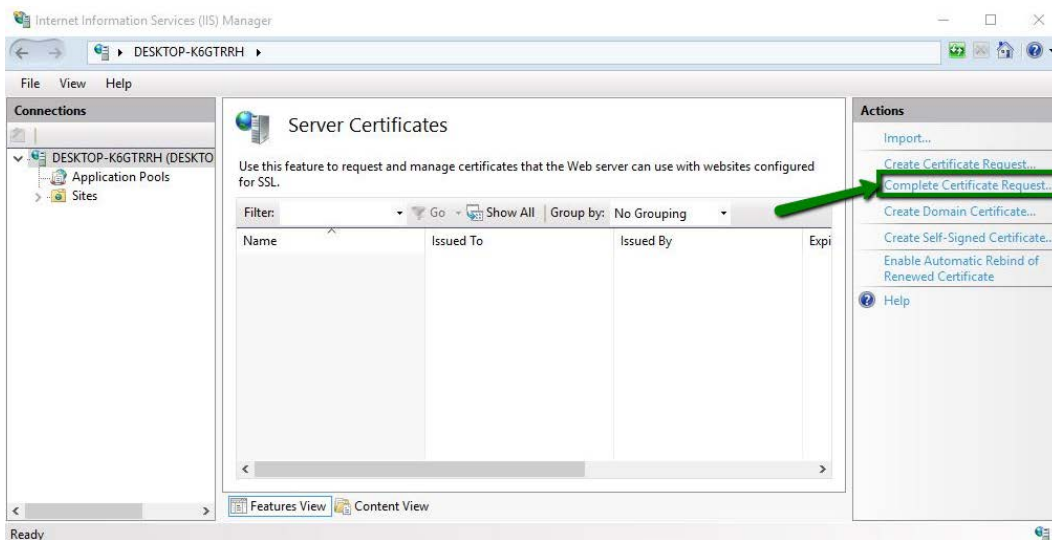 Internet Information Services (IIS) Manager
DESKTOP-K6GTRRH
File View Help
Connections
DESKTOP-K6GTRRH (DESKTO
Application Pools
Sites
Server Certificates
Use this feature to request and manage certificates that the Web server can use with websites configured
for SSL.
Filter: Go Show All Group by: No Grouping
Name Issued To Issued By Expi
Features View Content View
Actions
Import...
Create Certificate Request...
Complete Certificate Request...
Create Domain Certificate...
Create Self-Signed Certificate...
Enable Automatic Rebind of
Renewed Certificate
Help
Ready